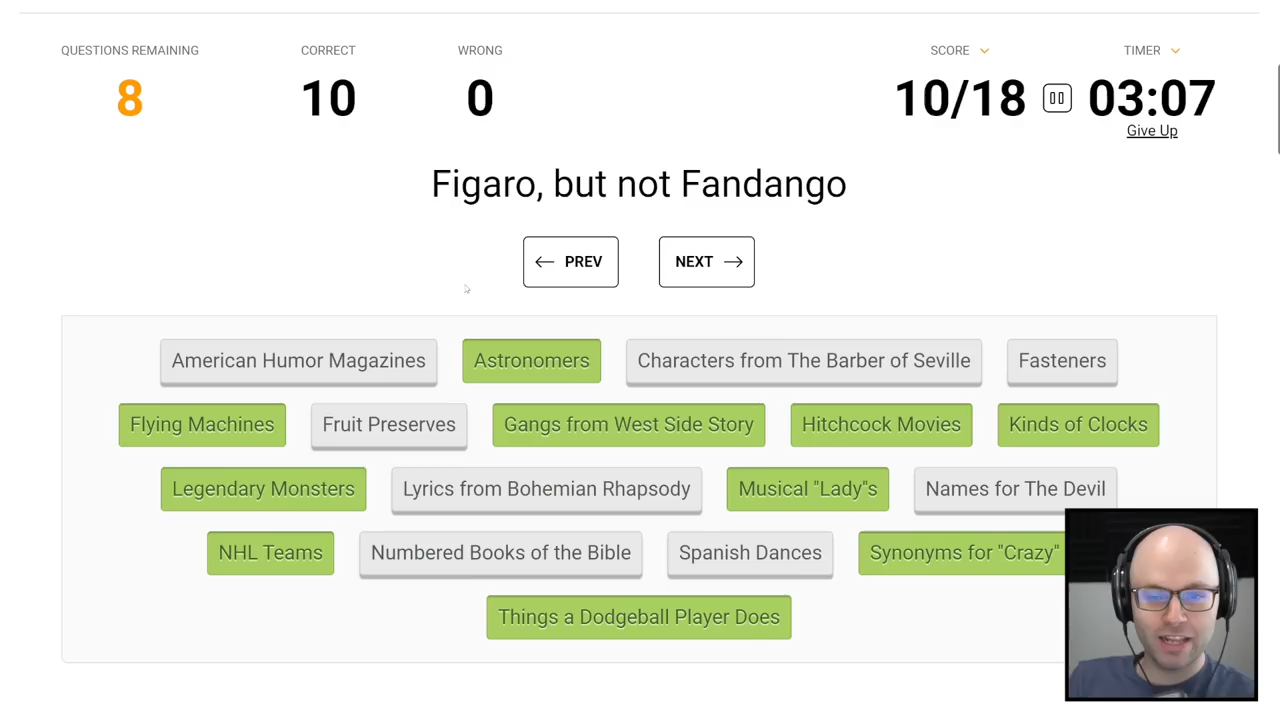 QUESTIONS REMAINING CORRECT WRONG SCORE TIMER
8 10 0 10/18 03:07
Give Up
Figaro, but not Fandango
PREV NEXT
American Humor Magazines Astronomers Characters from The Barber of Seville Fasteners
Flying Machines Fruit Preserves Gangs from West Side Story Hitchcock Movies Kinds of Clocks
Legendary Monsters Lyrics from Bohemian Rhapsody Musical "Lady"s Names for The Devil
NHL Teams Numbered Books of the Bible Spanish Dances Synonyms for "Crazy"
Things a Dodgeball Player Does